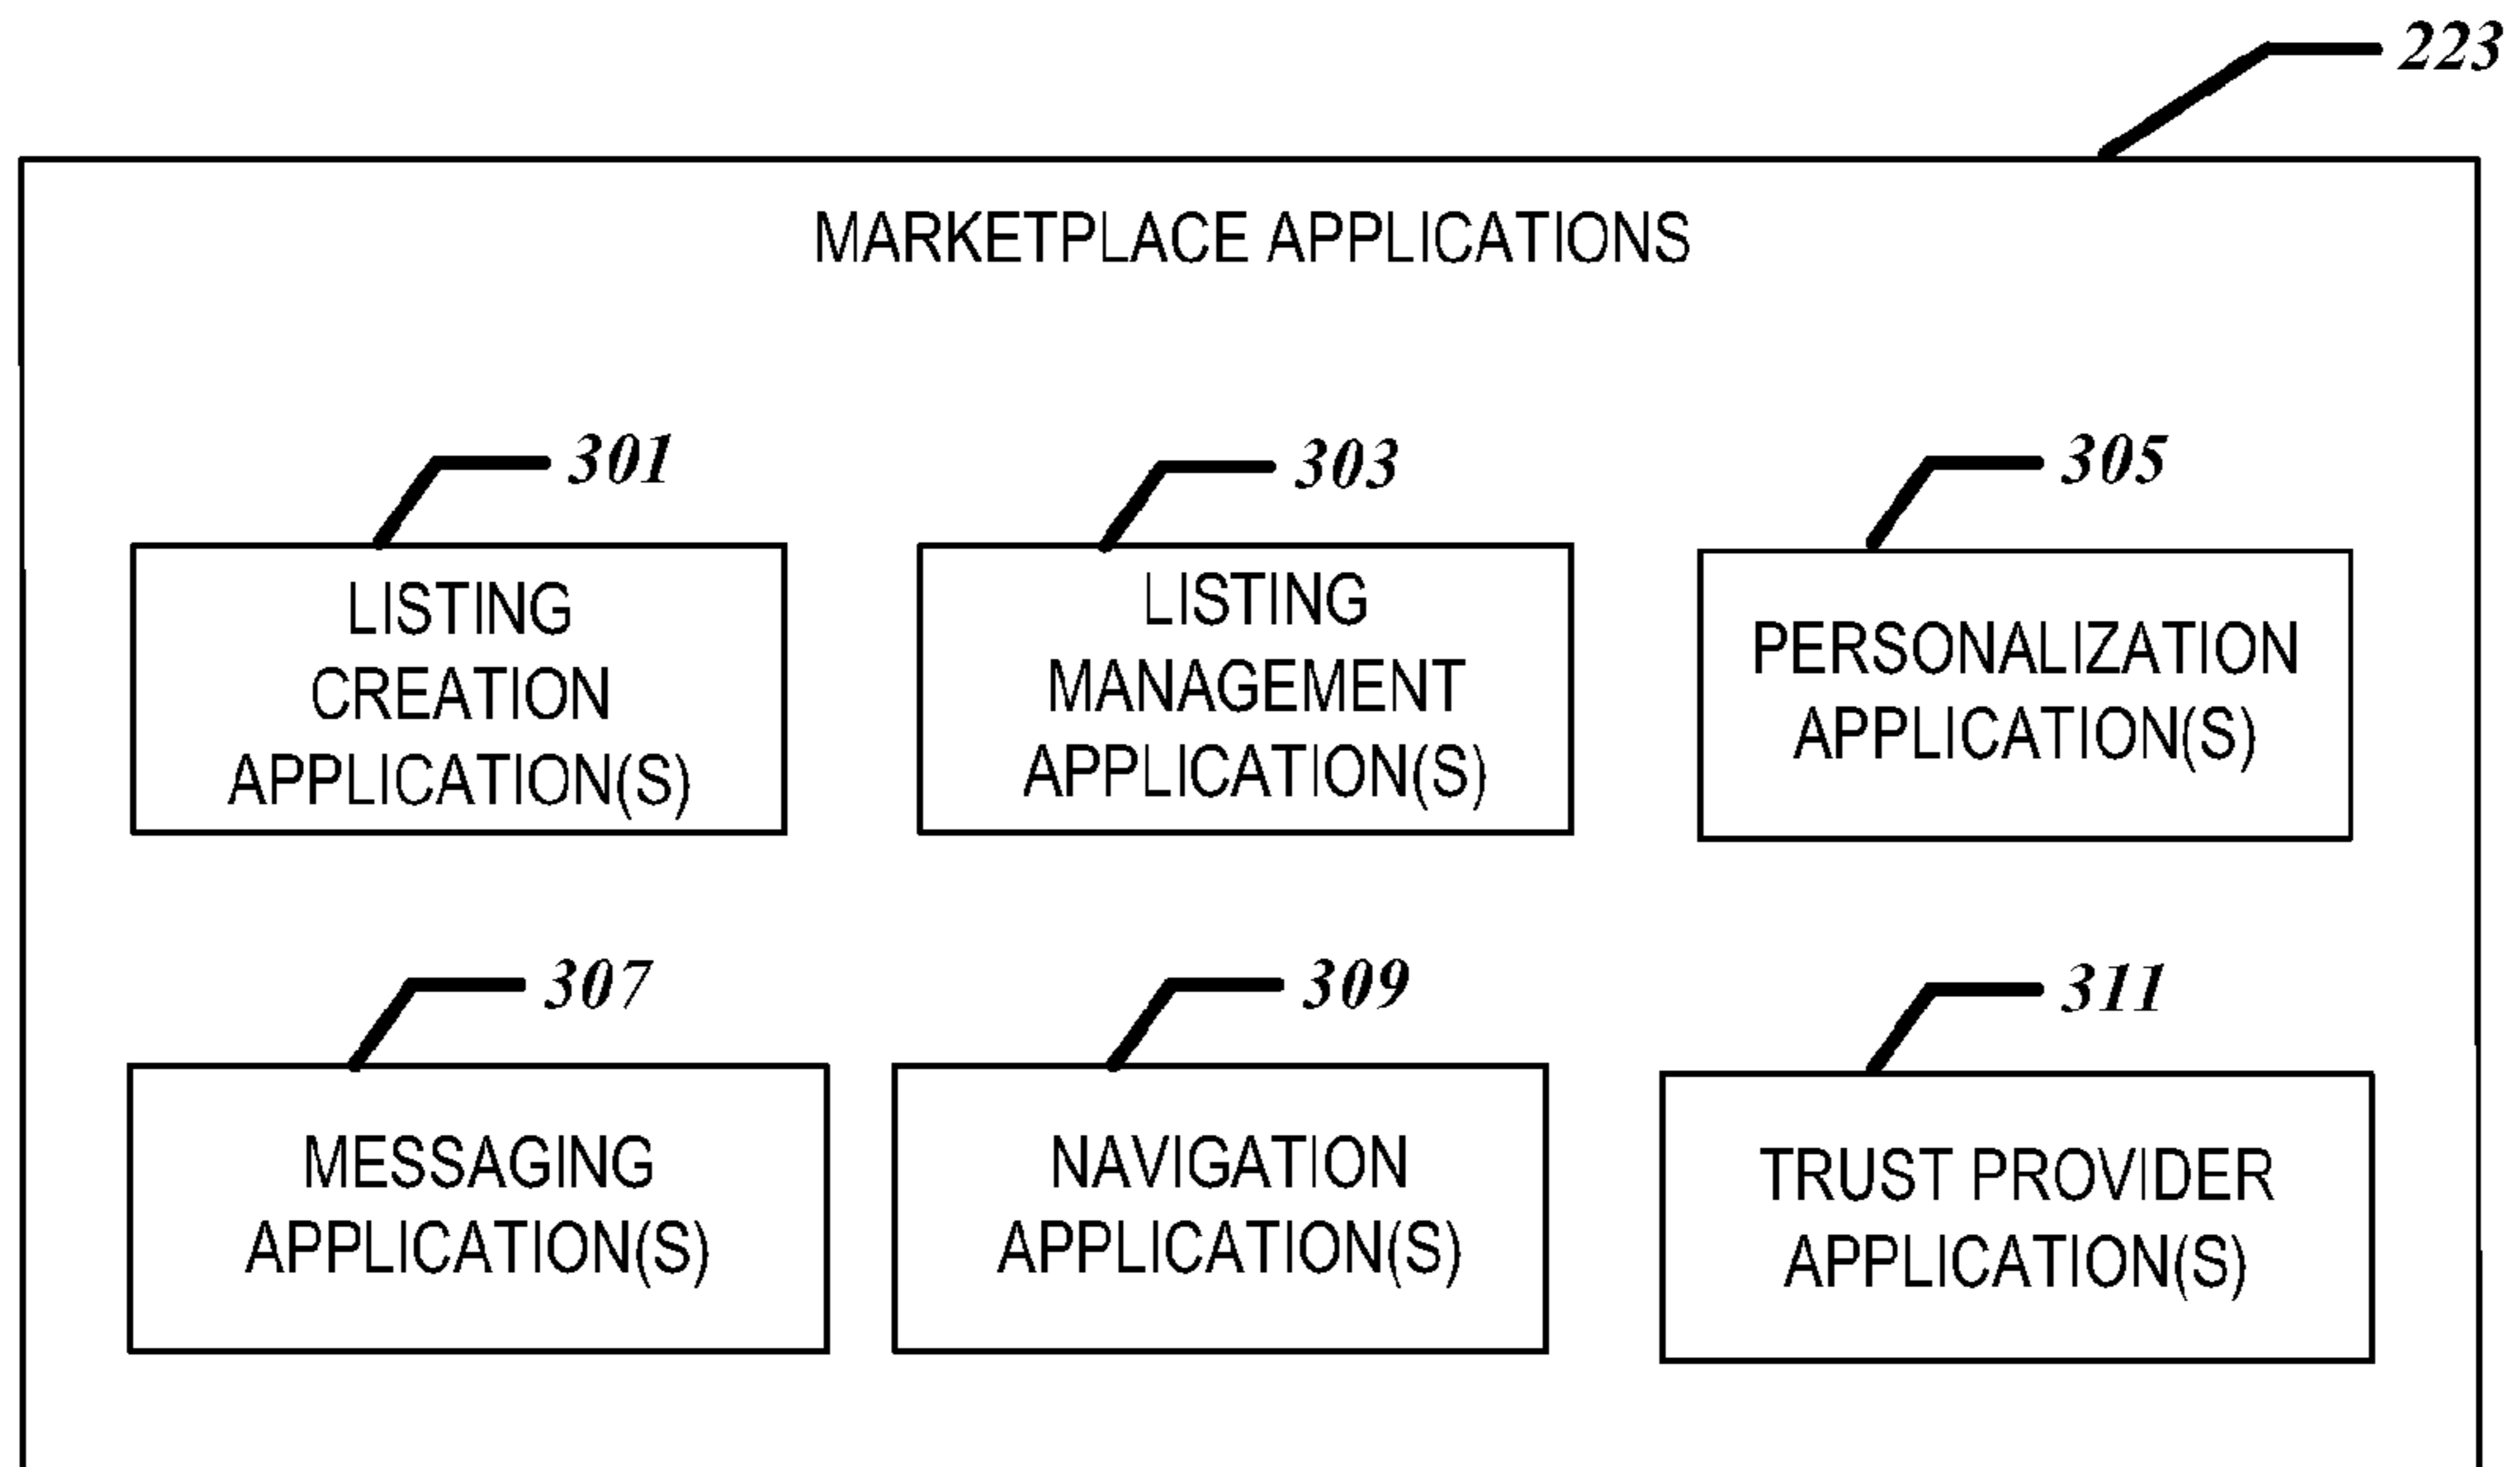 223
MARKETPLACE APPLICATIONS
301
303
305
LISTING
CREATION
APPLICATION(S)
LISTING
MANAGEMENT
APPLICATION(S)
PERSONALIZATION
APPLICATION(S)
307
309
311
MESSAGING
APPLICATION(S)
NAVIGATION
APPLICATION(S)
TRUST PROVIDER
APPLICATION(S)